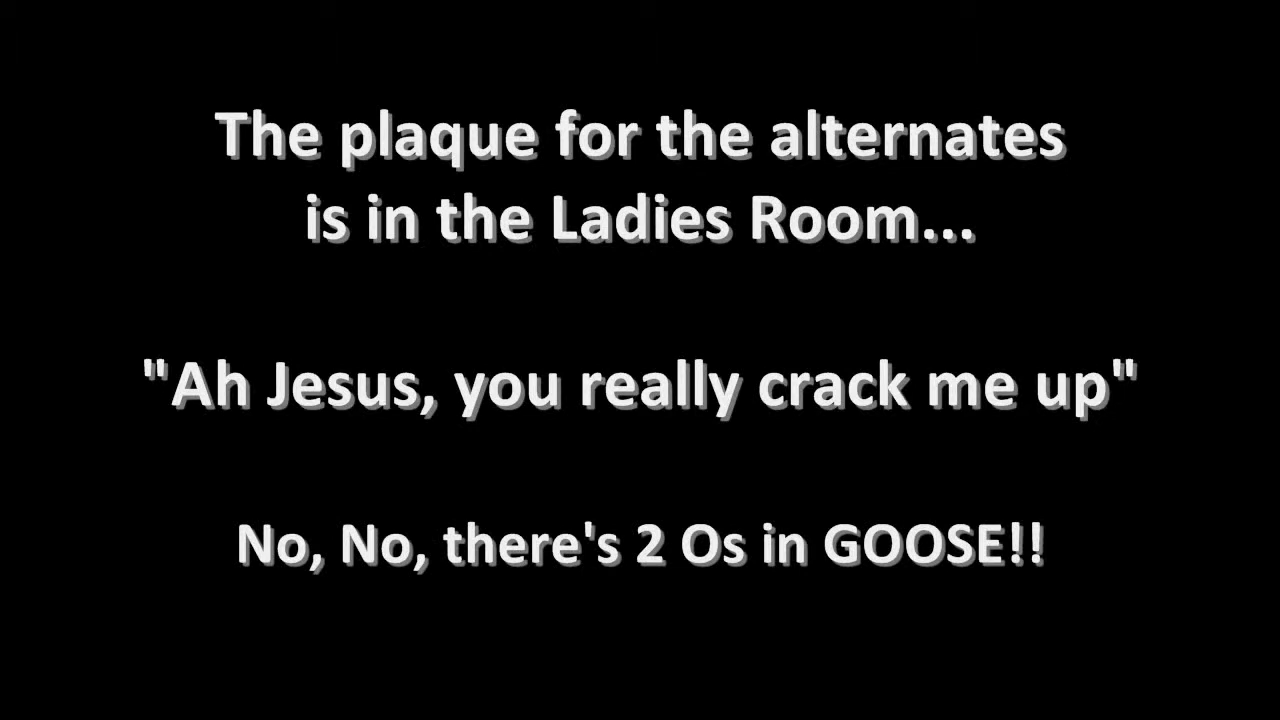 The plaque for the alternates
is in the Ladies Room...
"Ah Jesus, you really crack me up"
No, No, there's 2 Os in GOOSE!!